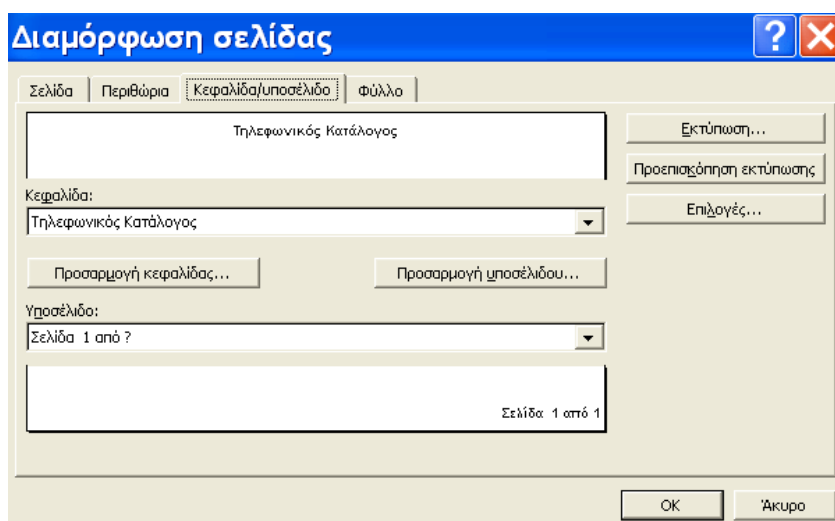 Διαμόρφωση σελίδας
Σελίδα Περιθώρια Κεφαλίδα/υποσέλιδο Φύλλο
Τηλεφωνικός Κατάλογος
Κεφαλίδα:
Τηλεφωνικός Κατάλογος
Προσαρμογή κεφαλίδας... Προσαρμογή υποσέλιδου...
Υποσέλιδο:
Σελίδα 1 από ?
Σελίδα 1 από 1
Εκτύπωση...
Προεπισκόπηση εκτύπωσης
Επιλογές...
OK Άκυρο